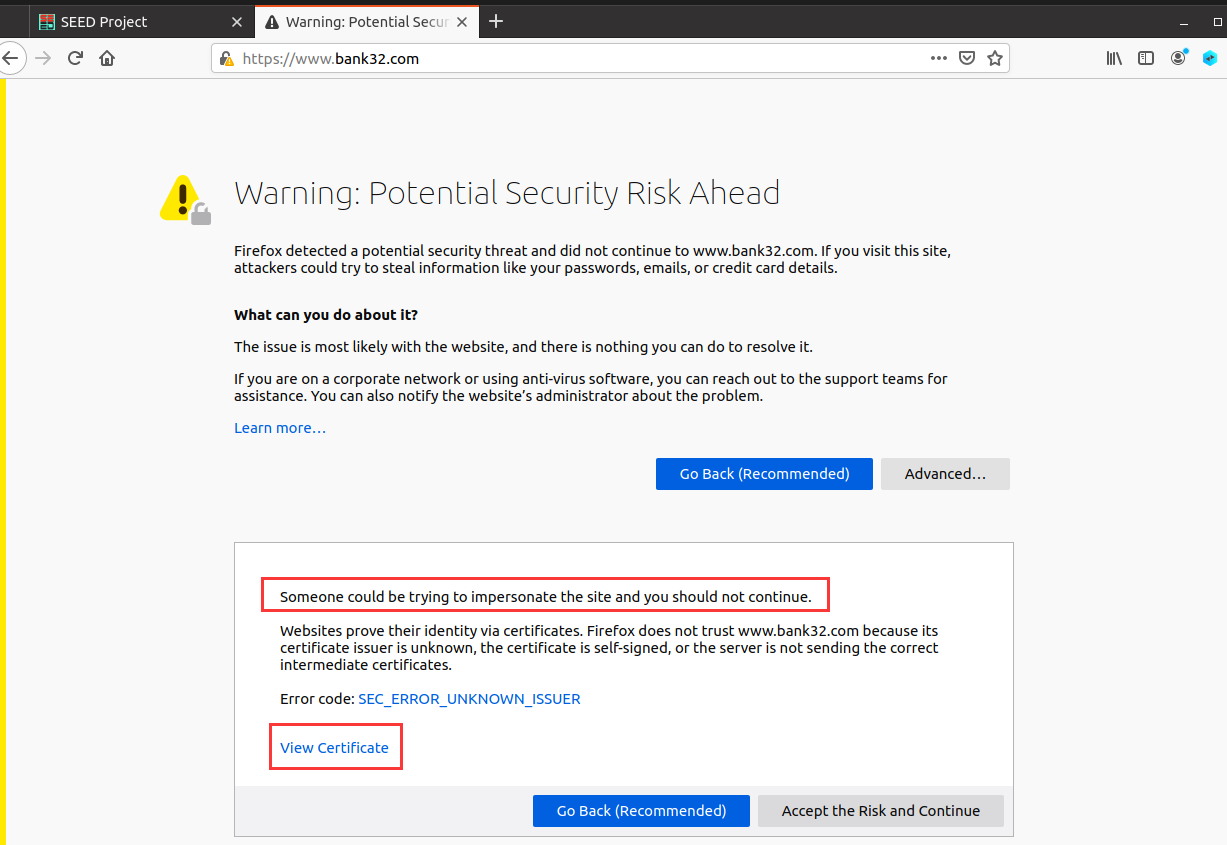 SEED Project
Warning: Potential Secur
https://www.bank32.com
Warning: Potential Security Risk Ahead
Firefox detected a potential security threat and did not continue to www.bank32.com. If you visit this site,
attackers could try to steal information like your passwords, emails, or credit card details.
What can you do about it?
The issue is most likely with the website, and there is nothing you can do to resolve it.
If you are on a corporate network or using anti-virus software, you can reach out to the support teams for
assistance. You can also notify the website’s administrator about the problem.
Learn more…
Go Back (Recommended) Advanced…
Someone could be trying to impersonate the site and you should not continue.
Websites prove their identity via certificates. Firefox does not trust www.bank32.com because its
certificate issuer is unknown, the certificate is self-signed, or the server is not sending the correct
intermediate certificates.
Error code: SEC_ERROR_UNKNOWN_ISSUER
View Certificate
Go Back (Recommended) Accept the Risk and Continue